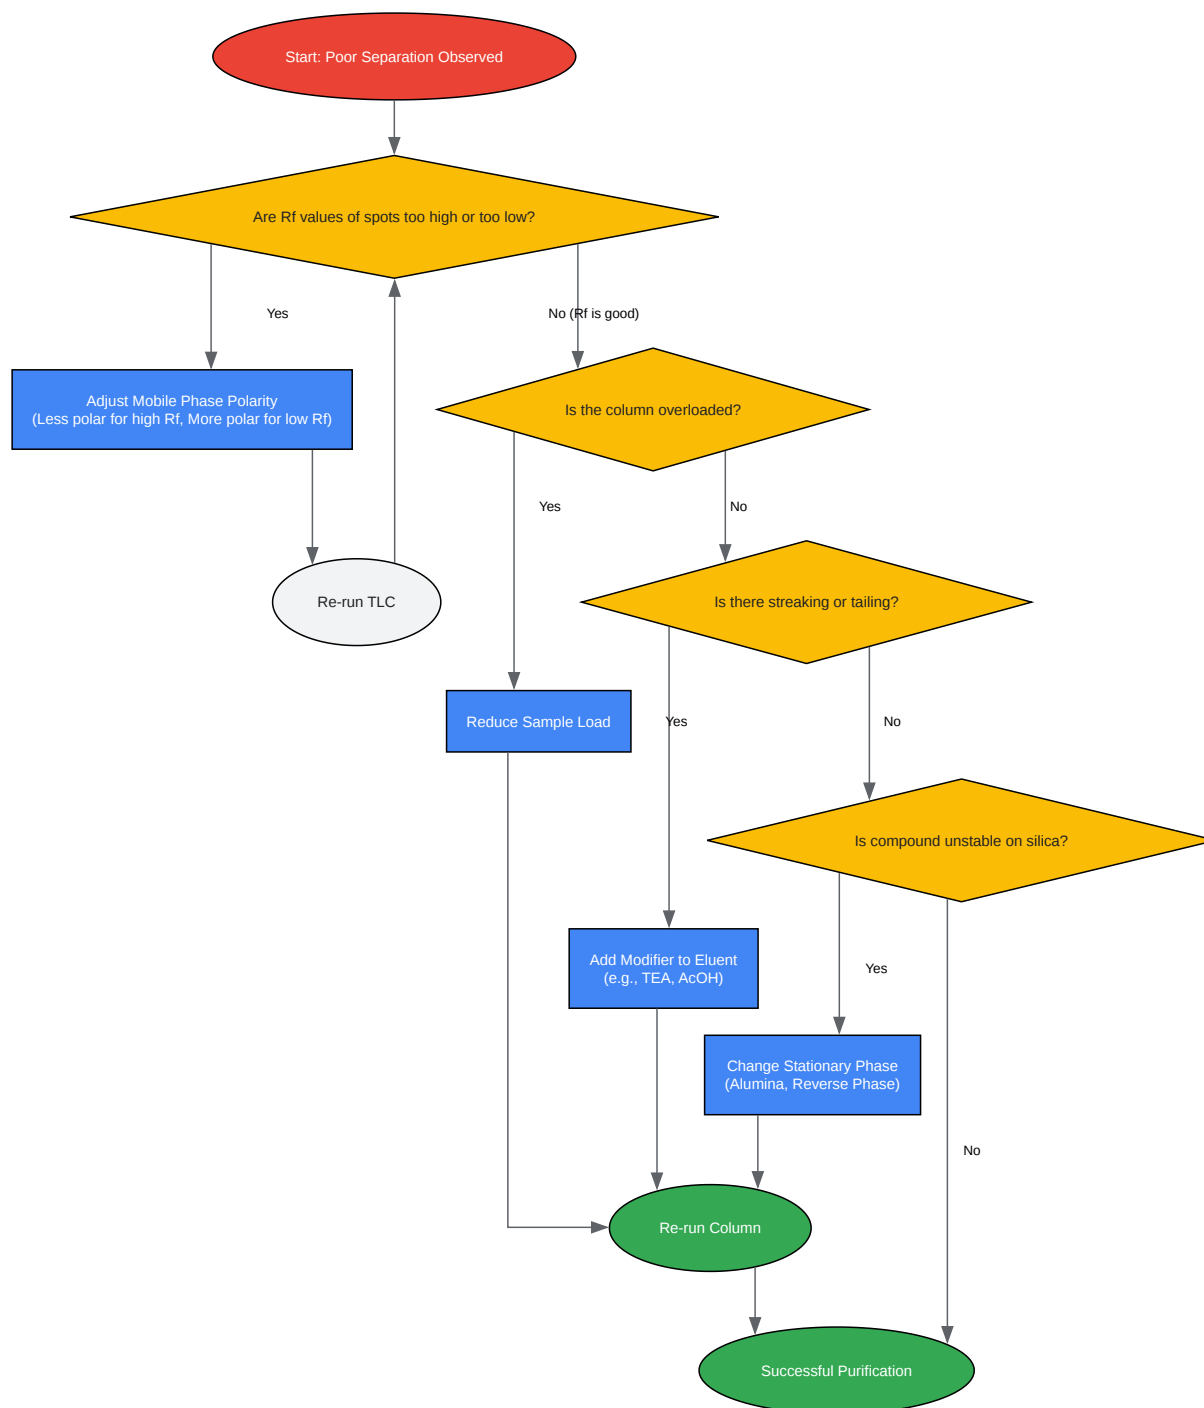 Start: Poor Separation Observed
Are Rf values of spots too high or too low?
Yes
No (Rf is good)
Adjust Mobile Phase Polarity
(Less polar for high Rf, More polar for low Rf)
Is the column overloaded?
Yes
No
Re-run TLC
Is there streaking or tailing?
Reduce Sample Load
Yes
No
Is compound unstable on silica?
Add Modifier to Eluent
(e.g., TEA, AcOH)
Yes
Change Stationary Phase
(Alumina, Reverse Phase)
No
Re-run Column
Successful Purification